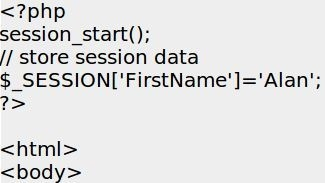 <?php
session_start();
// store session data
$_SESSION['FirstName']='Alan';
?>
<html>
<body>